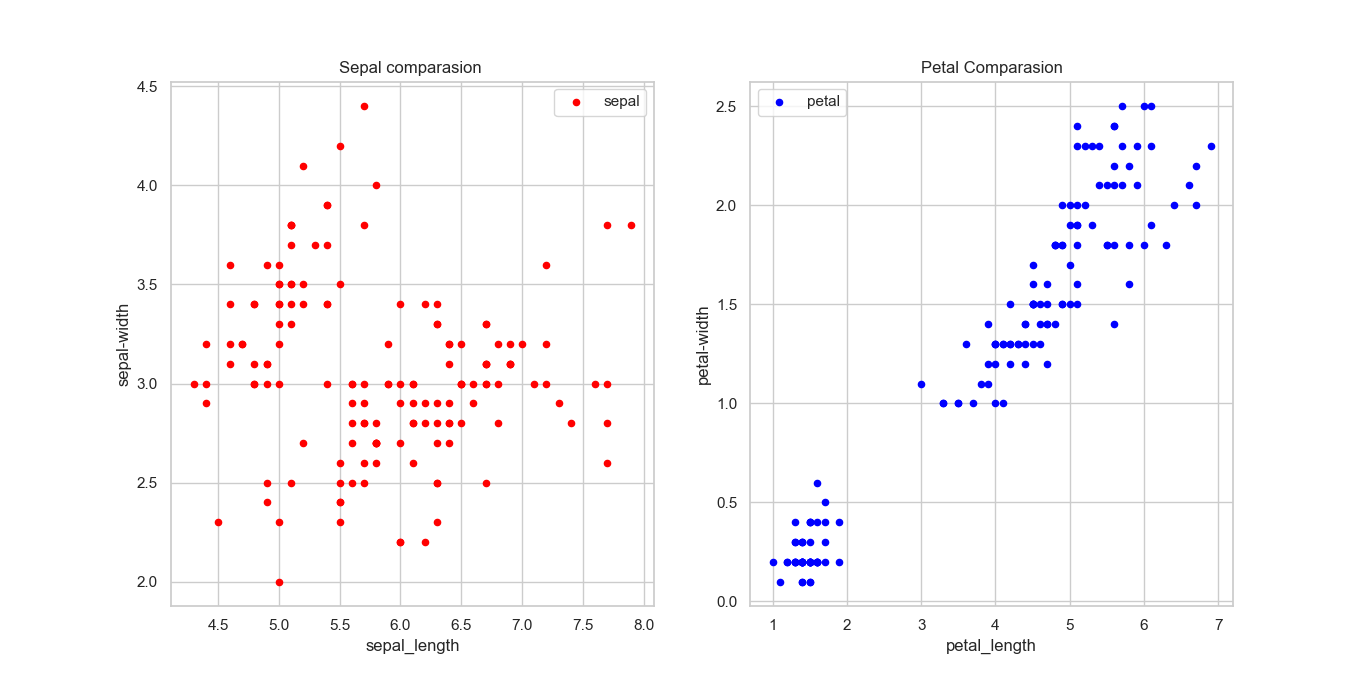 Sepal comparasion
sepal
4.5
4.0
3.5
3.0
2.5
2.0
sepal-width
4.5 5.0 5.5 6.0 6.5 7.0 7.5 8.0
sepal_length
Petal Comparasion
petal
2.5
2.0
1.5
1.0
0.5
0.0
petal-width
1 2 3 4 5 6 7
petal_length